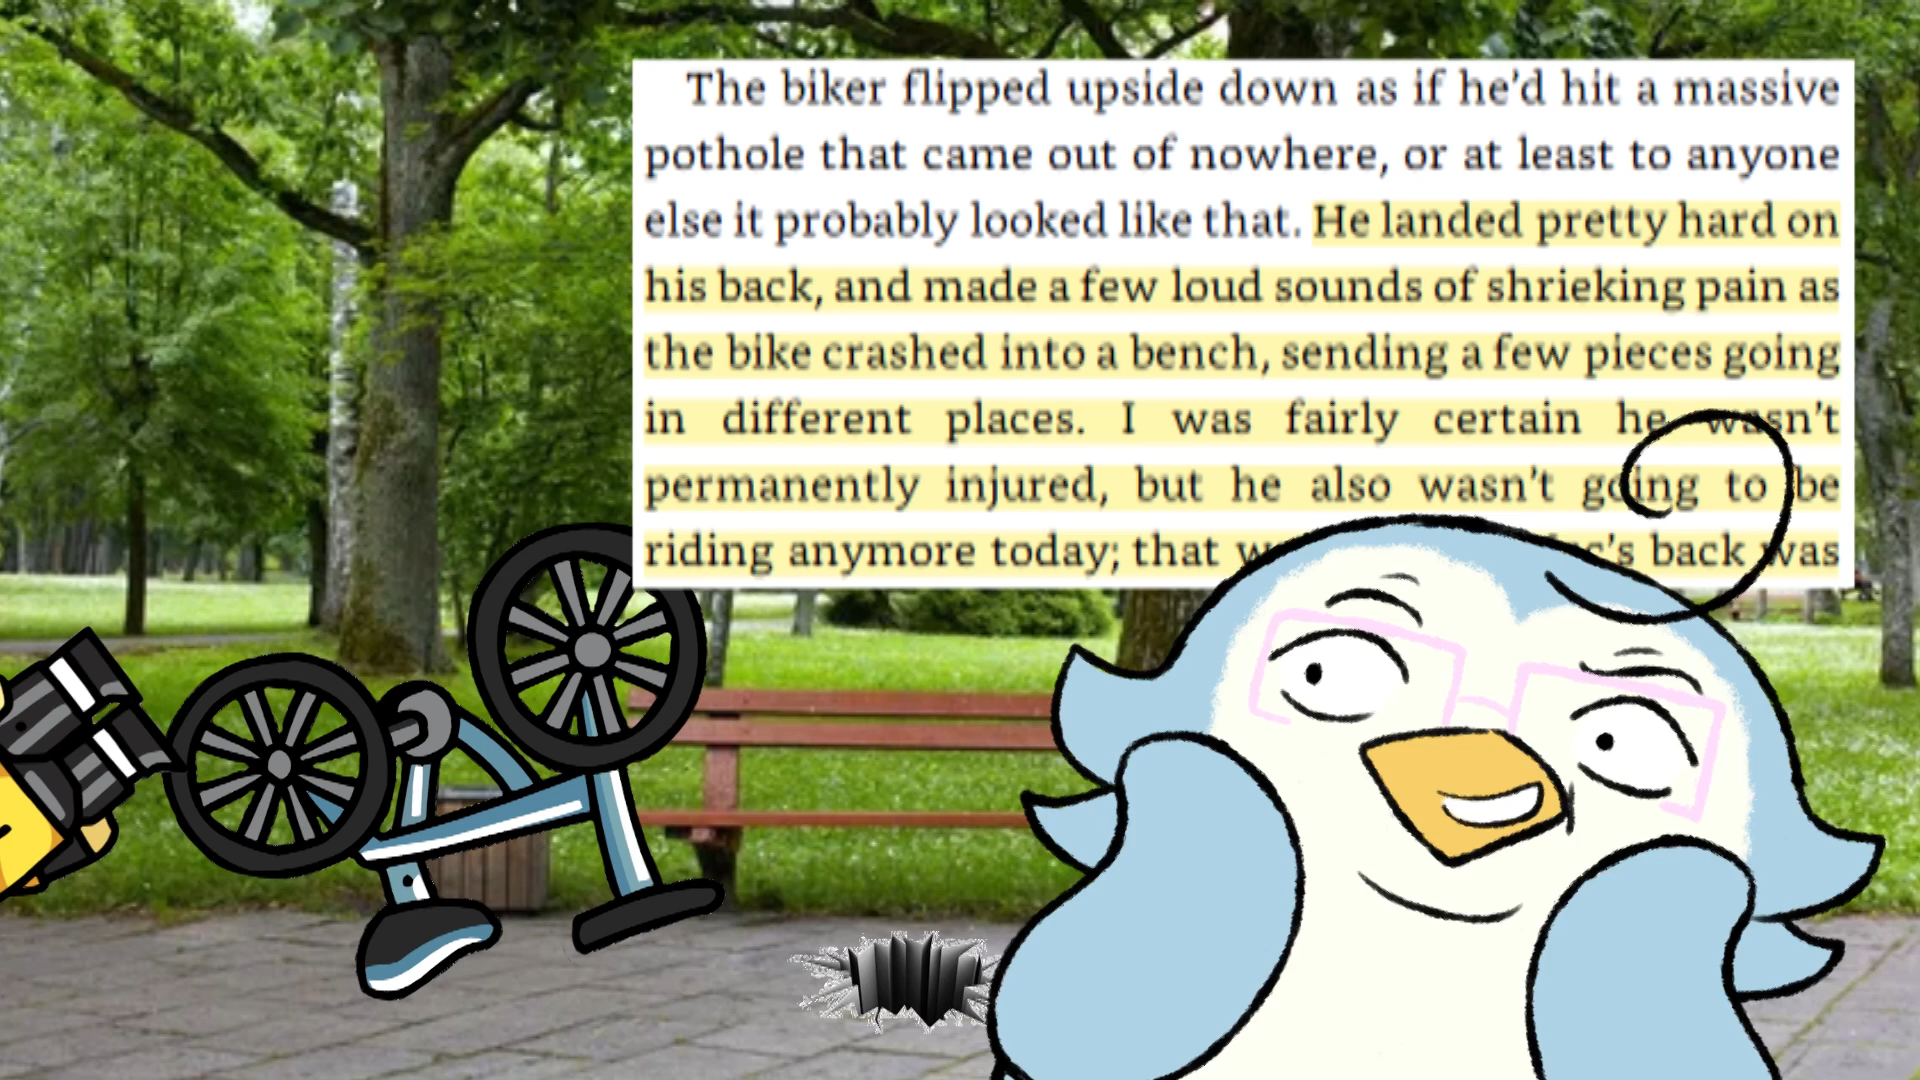 The biker flipped upside down as if he’d hit a massive
pothole that came out of nowhere, or at least to anyone
else it probably looked like that. He landed pretty hard on
his back, and made a few loud sounds of shrieking pain as
the bike crashed into a bench, sending a few pieces going
in different places. I was fairly certain he wasn’t
permanently injured, but he also wasn’t going to be
riding anymore today; that back was